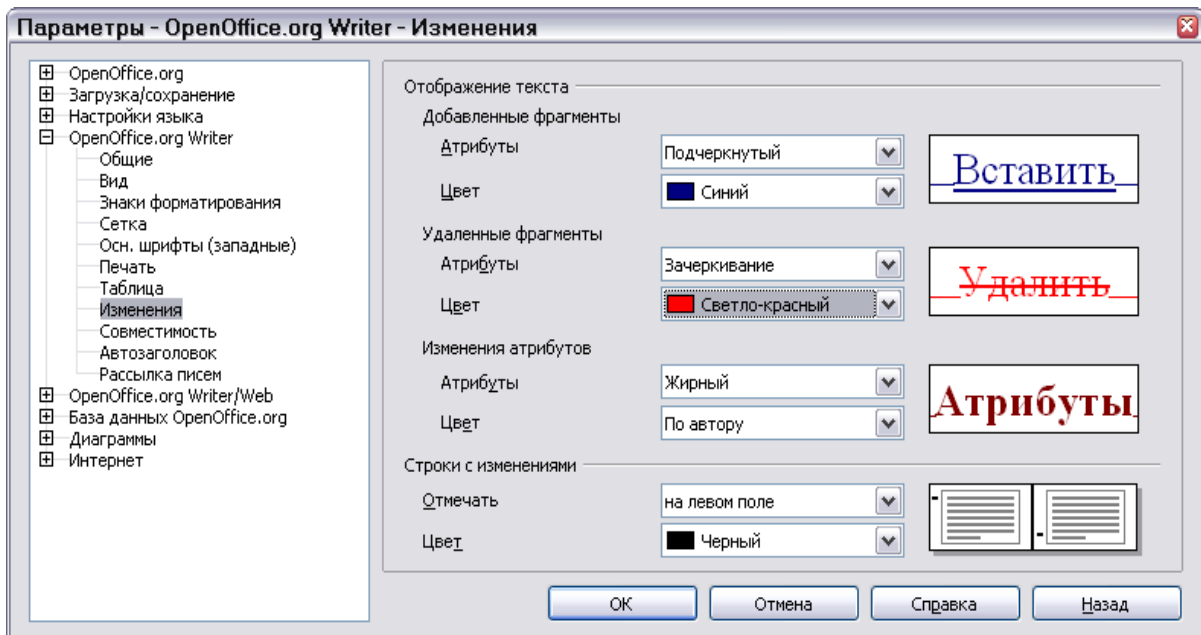 Параметры - OpenOffice.org Writer - Изменения
OpenOffice.org
Загрузка/сохранение
Настройки языка
OpenOffice.org Writer
Общие
Вид
Знаки форматирования
Сетка
Осн. шрифты (западные)
Печать
Таблица
Изменения
Совместимость
Автозаголовок
Рассылка писем
OpenOffice.org Writer/Web
База данных OpenOffice.org
Диаграммы
Интернет
Отображение текста
Добавленные фрагменты
Атрибуты Подчеркнутый
Цвет Синий
Вставить
Удаленные фрагменты
Атрибуты Зачеркивание
Цвет Светло-красный
Удалить
Изменения атрибутов
Атрибуты Жирный
Цвет По автору
Атрибуты
Строки с изменениями
Отмечать на левом поле
Цвет Черный
ОК Отмена Справка Назад